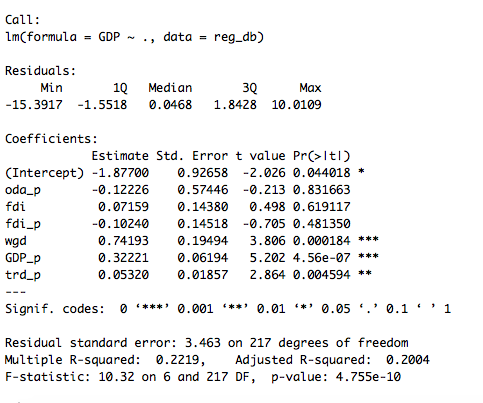 Call:
lm(formula = GDP ~ ., data = reg_db)
Residuals:
Min 1Q Median 3Q Max
-15.3917 -1.5518 0.0468 1.8428 10.0109
Coefficients:
Estimate Std. Error t value Pr(>|t|)
(Intercept) -1.87700 0.92658 -2.026 0.044018 *
oda_p -0.12226 0.57446 -0.213 0.831663
fdi 0.07159 0.14380 0.498 0.619117
fdi_p -0.10240 0.14518 -0.705 0.481350
wgd 0.74193 0.19494 3.806 0.000184 ***
GDP_p 0.32221 0.06194 5.202 4.56e-07 ***
trd_p 0.05320 0.01857 2.864 0.004594 **
---
Signif. codes: 0 ‘***’ 0.001 ‘**’ 0.01 ‘*’ 0.05 ‘.’ 0.1 ‘ ’ 1
Residual standard error: 3.463 on 217 degrees of freedom
Multiple R-squared: 0.2219, Adjusted R-squared: 0.2004
F-statistic: 10.32 on 6 and 217 DF, p-value: 4.755e-10